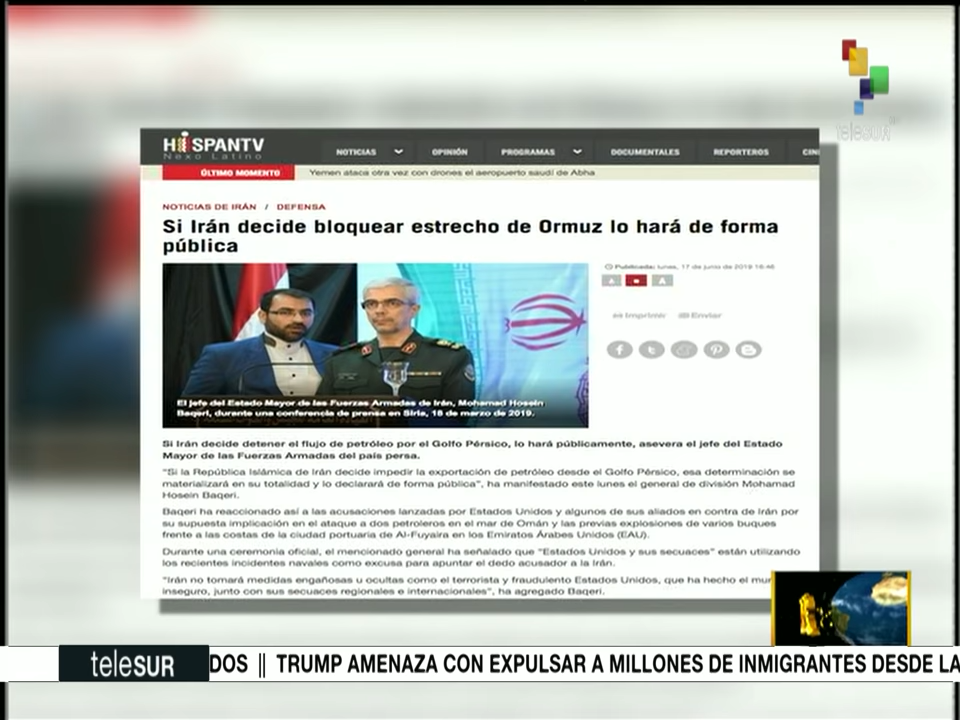 teleSUR
HISPANTV
Nexo Latino
NOTICIAS
OPINIÓN
PROGRAMAS
DOCUMENTALES
REPORTEROS
CIN
ÚLTIMO MOMENTO
Yemen ataca otra vez con drones el aeropuerto saudí de Abha
NOTICIAS DE IRÁN / DEFENSA
Si Irán decide bloquear estrecho de Ormuz lo hará de forma
pública
Publicada: lunes, 17 de junio de 2019 16:46
A
A
Imprimir
Enviar
El jefe del Estado Mayor de las Fuerzas Armadas de Irán, Mohamad Hosein
Baqeri, durante una conferencia de prensa en Siria, 18 de marzo de 2019.
Si Irán decide detener el flujo de petróleo por el Golfo Pérsico, lo hará públicamente, asevera el jefe del Estado
Mayor de las Fuerzas Armadas del país persa.
"Si la República Islámica de Irán decide impedir la exportación de petróleo desde el Golfo Pérsico, esa determinación se
materializará en su totalidad y lo declarará de forma pública", ha manifestado este lunes el general de división Mohamad
Hosein Baqeri.
Baqeri ha reaccionado así a las acusaciones lanzadas por Estados Unidos y algunos de sus aliados en contra de Irán por
su supuesta implicación en el ataque a dos petroleros en el mar de Omán y las previas explosiones de varios buques
frente a las costas de la ciudad portuaria de Al-Fuyaira en los Emiratos Árabes Unidos (EAU).
Durante una ceremonia oficial, el mencionado general ha señalado que "Estados Unidos y sus secuaces" están utilizando
los recientes incidentes navales como excusa para apuntar el dedo acusador a la Irán.
"Irán no tomará medidas engañosas u ocultas como el terrorista y fraudulento Estados Unidos, que ha hecho el mun
inseguro, junto con sus secuaces regionales e internacionales", ha agregado Baqeri.
teleSUR
DOS || TRUMP AMENAZA CON EXPULSAR A MILLONES DE INMIGRANTES DESDE LA